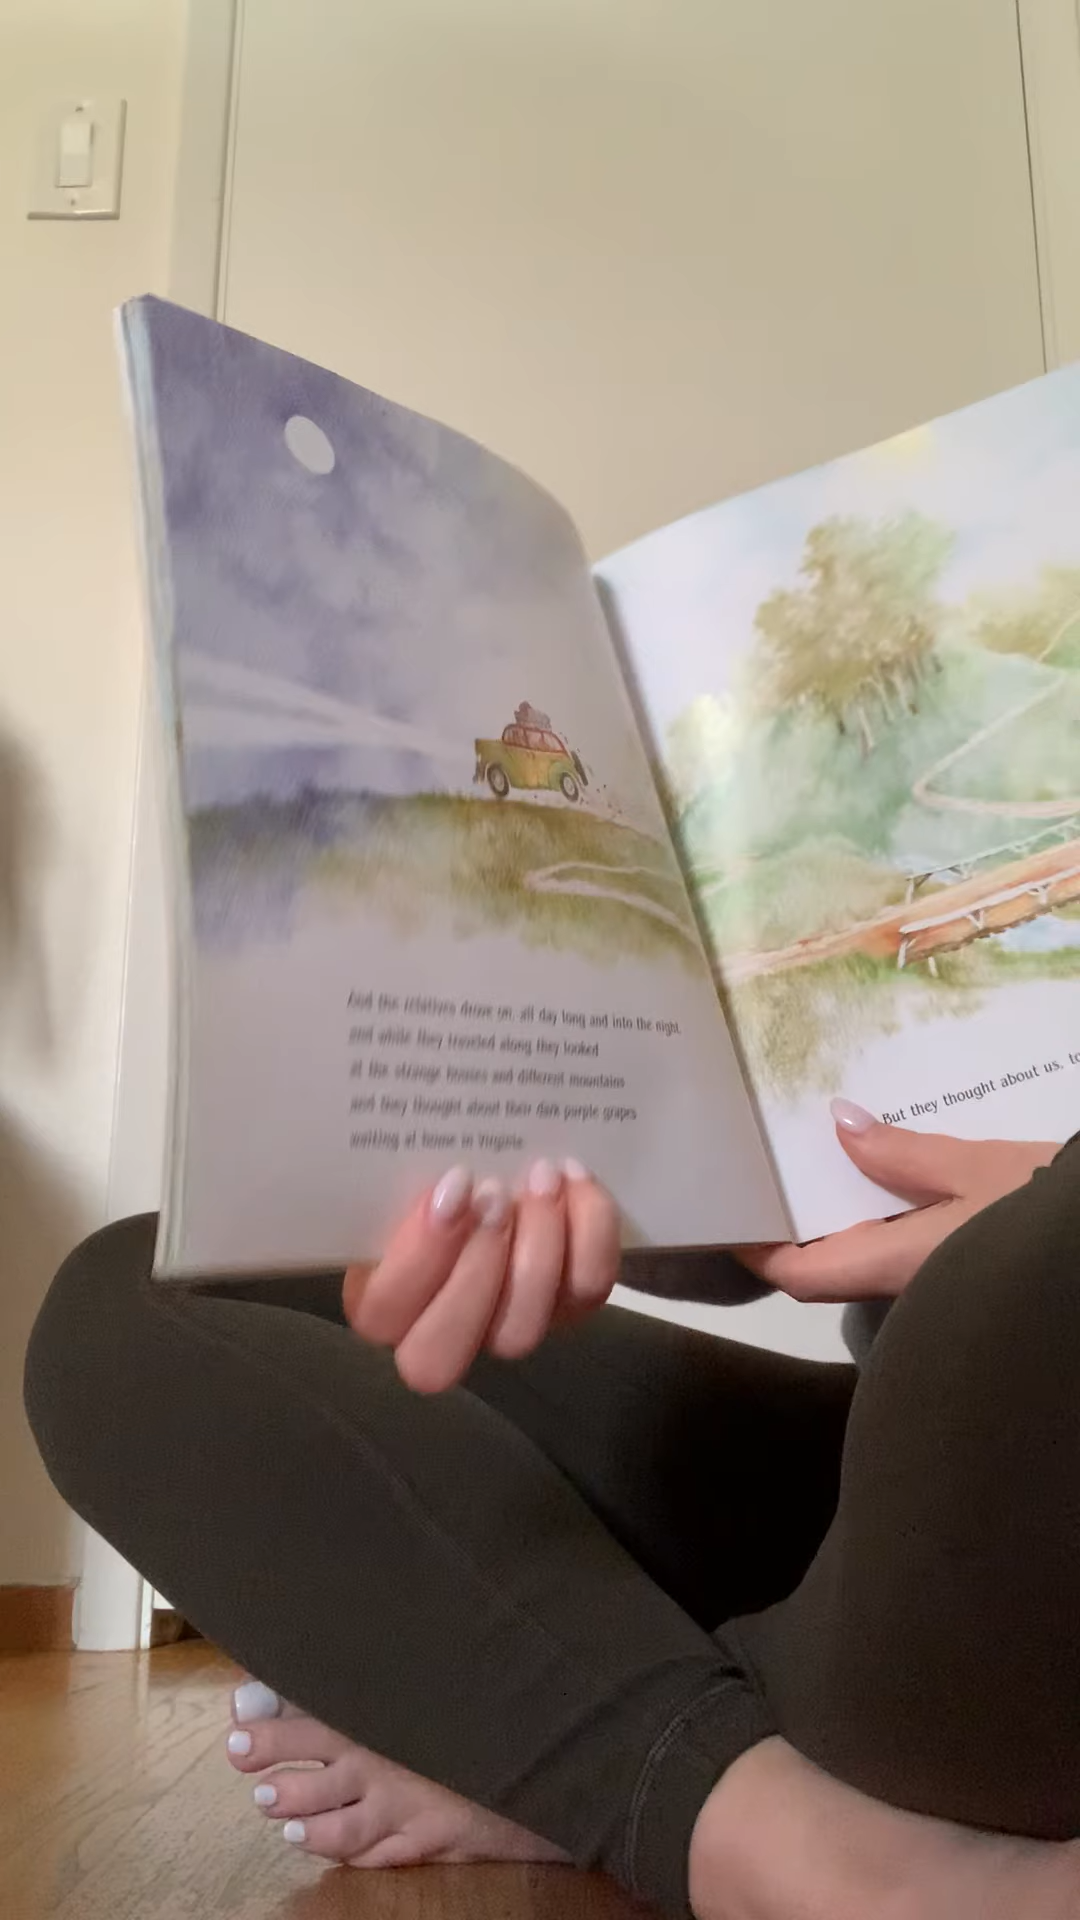 And the relatives drove on, all day long and into the night,
and while they traveled along they looked
at the strange houses and different mountains
and they thought about their dark purple grapes
waiting at home in Virginia.
But they thought about us, to